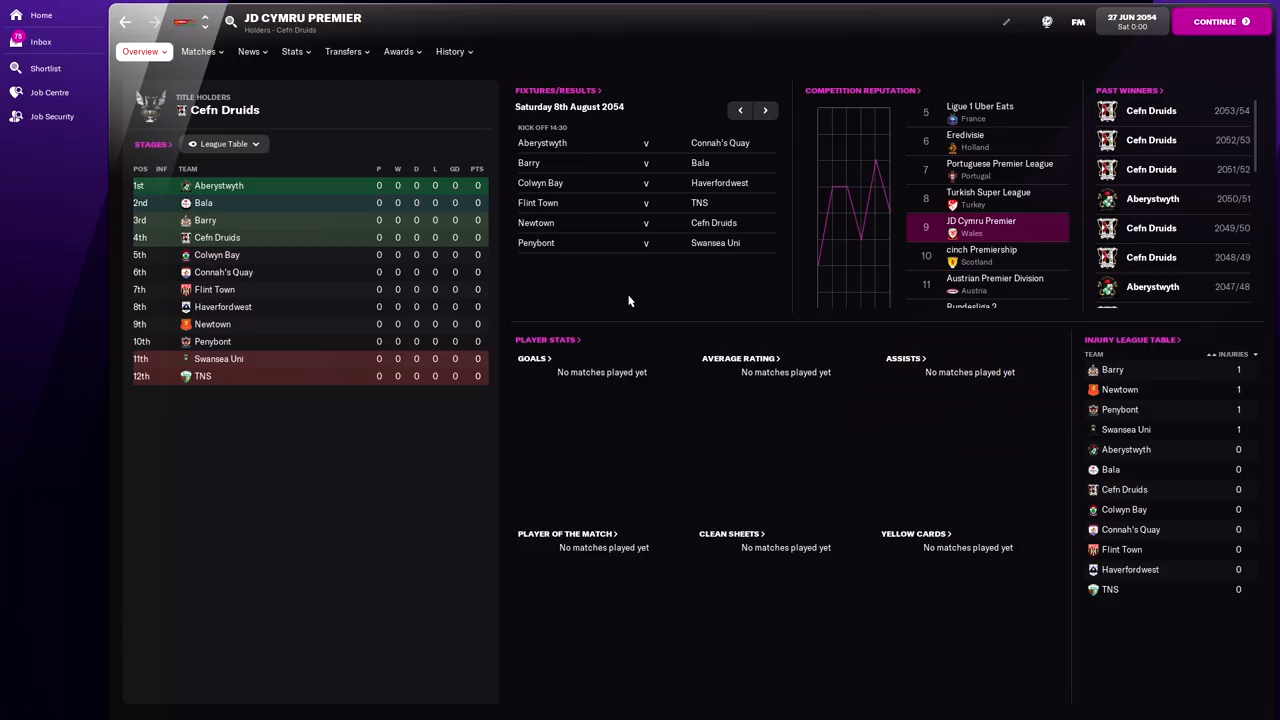 Home
75
Inbox
Shortlist
Job Centre
Job Security
JD CYMRU PREMIER
Holders - Cefn Druids
FM
27 JUN 2054
Sat 0:00
CONTINUE
Overview
Matches
News
Stats
Transfers
Awards
History
TITLE HOLDERS
Cefn Druids
STAGES
League Table
POS INF TEAM P W D L GD PTS
1st Aberystwyth 0 0 0 0 0 0
2nd Bala 0 0 0 0 0 0
3rd Barry 0 0 0 0 0 0
4th Cefn Druids 0 0 0 0 0 0
5th Colwyn Bay 0 0 0 0 0 0
6th Connah's Quay 0 0 0 0 0 0
7th Flint Town 0 0 0 0 0 0
8th Haverfordwest 0 0 0 0 0 0
9th Newtown 0 0 0 0 0 0
10th Penybont 0 0 0 0 0 0
11th Swansea Uni 0 0 0 0 0 0
12th TNS 0 0 0 0 0 0
FIXTURES/RESULTS
Saturday 8th August 2054
KICK OFF 14:30
Aberystwyth v Connah's Quay
Barry v Bala
Colwyn Bay v Haverfordwest
Flint Town v TNS
Newtown v Cefn Druids
Penybont v Swansea Uni
COMPETITION REPUTATION
5 Ligue 1 Uber Eats
France
6 Eredivisie
Holland
7 Portuguese Premier League
Portugal
8 Turkish Super League
Turkey
9 JD Cymru Premier
Wales
10 cinch Premiership
Scotland
11 Austrian Premier Division
Austria
Bundesliga 2
PAST WINNERS
Cefn Druids 2053/54
Cefn Druids 2052/53
Cefn Druids 2051/52
Aberystwyth 2050/51
Cefn Druids 2049/50
Cefn Druids 2048/49
Aberystwyth 2047/48
PLAYER STATS
GOALS
No matches played yet
AVERAGE RATING
No matches played yet
ASSISTS
No matches played yet
PLAYER OF THE MATCH
No matches played yet
CLEAN SHEETS
No matches played yet
YELLOW CARDS
No matches played yet
INJURY LEAGUE TABLE
TEAM INJURIES
Barry 1
Newtown 1
Penybont 1
Swansea Uni 1
Aberystwyth 0
Bala 0
Cefn Druids 0
Colwyn Bay 0
Connah's Quay 0
Flint Town 0
Haverfordwest 0
TNS 0